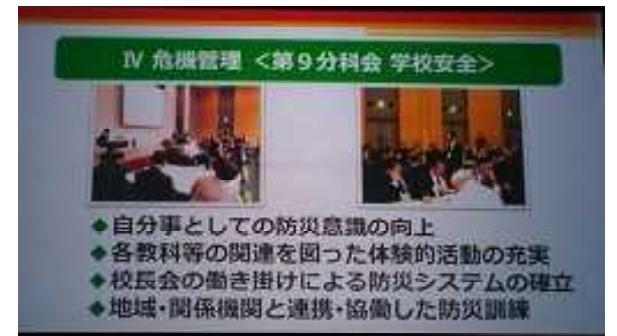 Ⅳ 危機管理 <第9分科会 学校安全>
◆自分事としての防災意識の向上
◆各教科等の関連を図った体験的活動の充実
◆校長会の働き掛けによる防災システムの確立
◆地域・関係機関と連携・協働した防災訓練